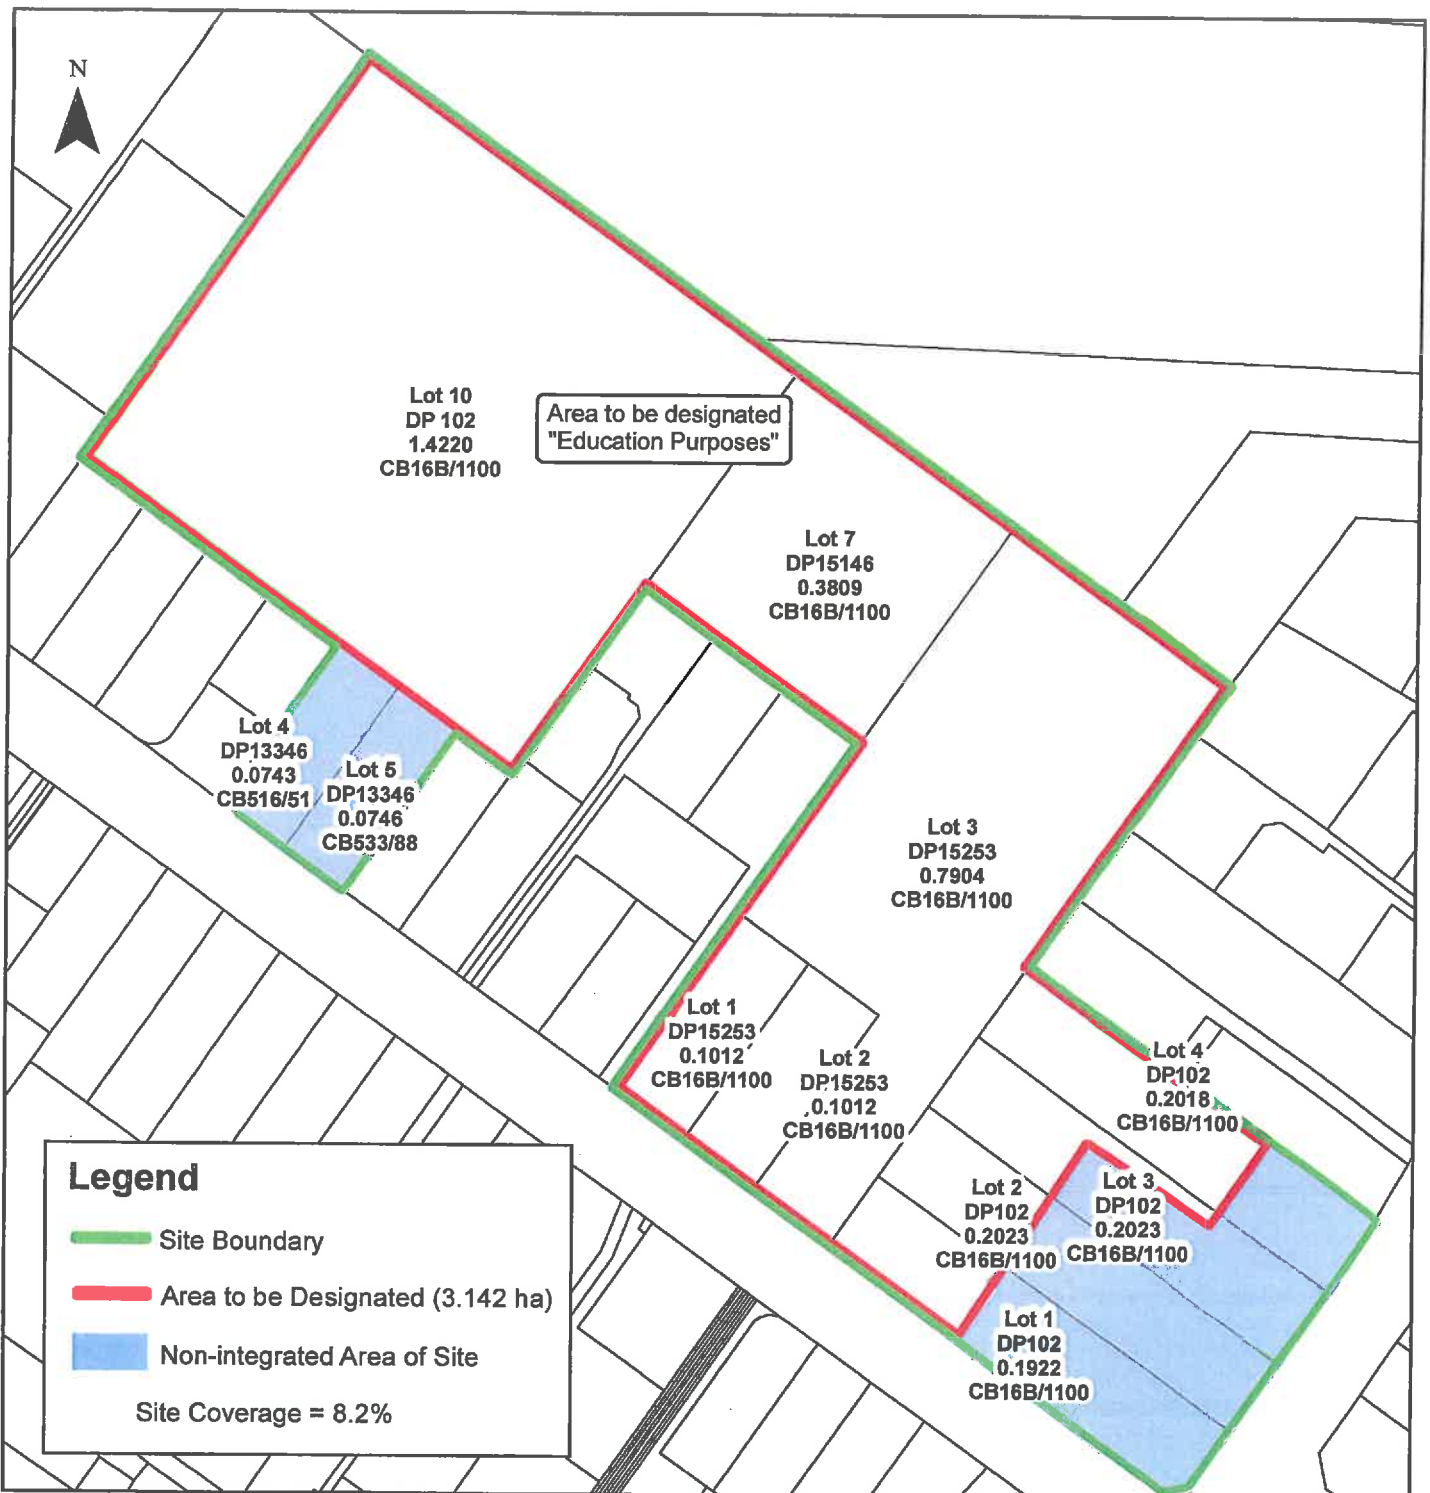 N
Lot 10
DP 102
1.4220
CB16B/1100
Area to be designated
"Education Purposes"
Lot 7
DP15146
0.3809
CB16B/1100
Lot 4
DP13346
0.0743
CB516/51
Lot 5
DP13346
0.0746
CB533/88
Lot 3
DP15253
0.7904
CB16B/1100
Lot 1
DP15253
0.1012
CB16B/1100
Lot 2
DP15253
0.1012
CB16B/1100
Lot 4
DP102
0.2018
CB16B/1100
Lot 2
DP102
0.2023
CB16B/1100
Lot 3
DP102
0.2023
CB16B/1100
Lot 1
DP102
0.1922
CB16B/1100
Legend
Site Boundary
Area to be Designated (3.142 ha)
Non-integrated Area of Site
Site Coverage = 8.2%